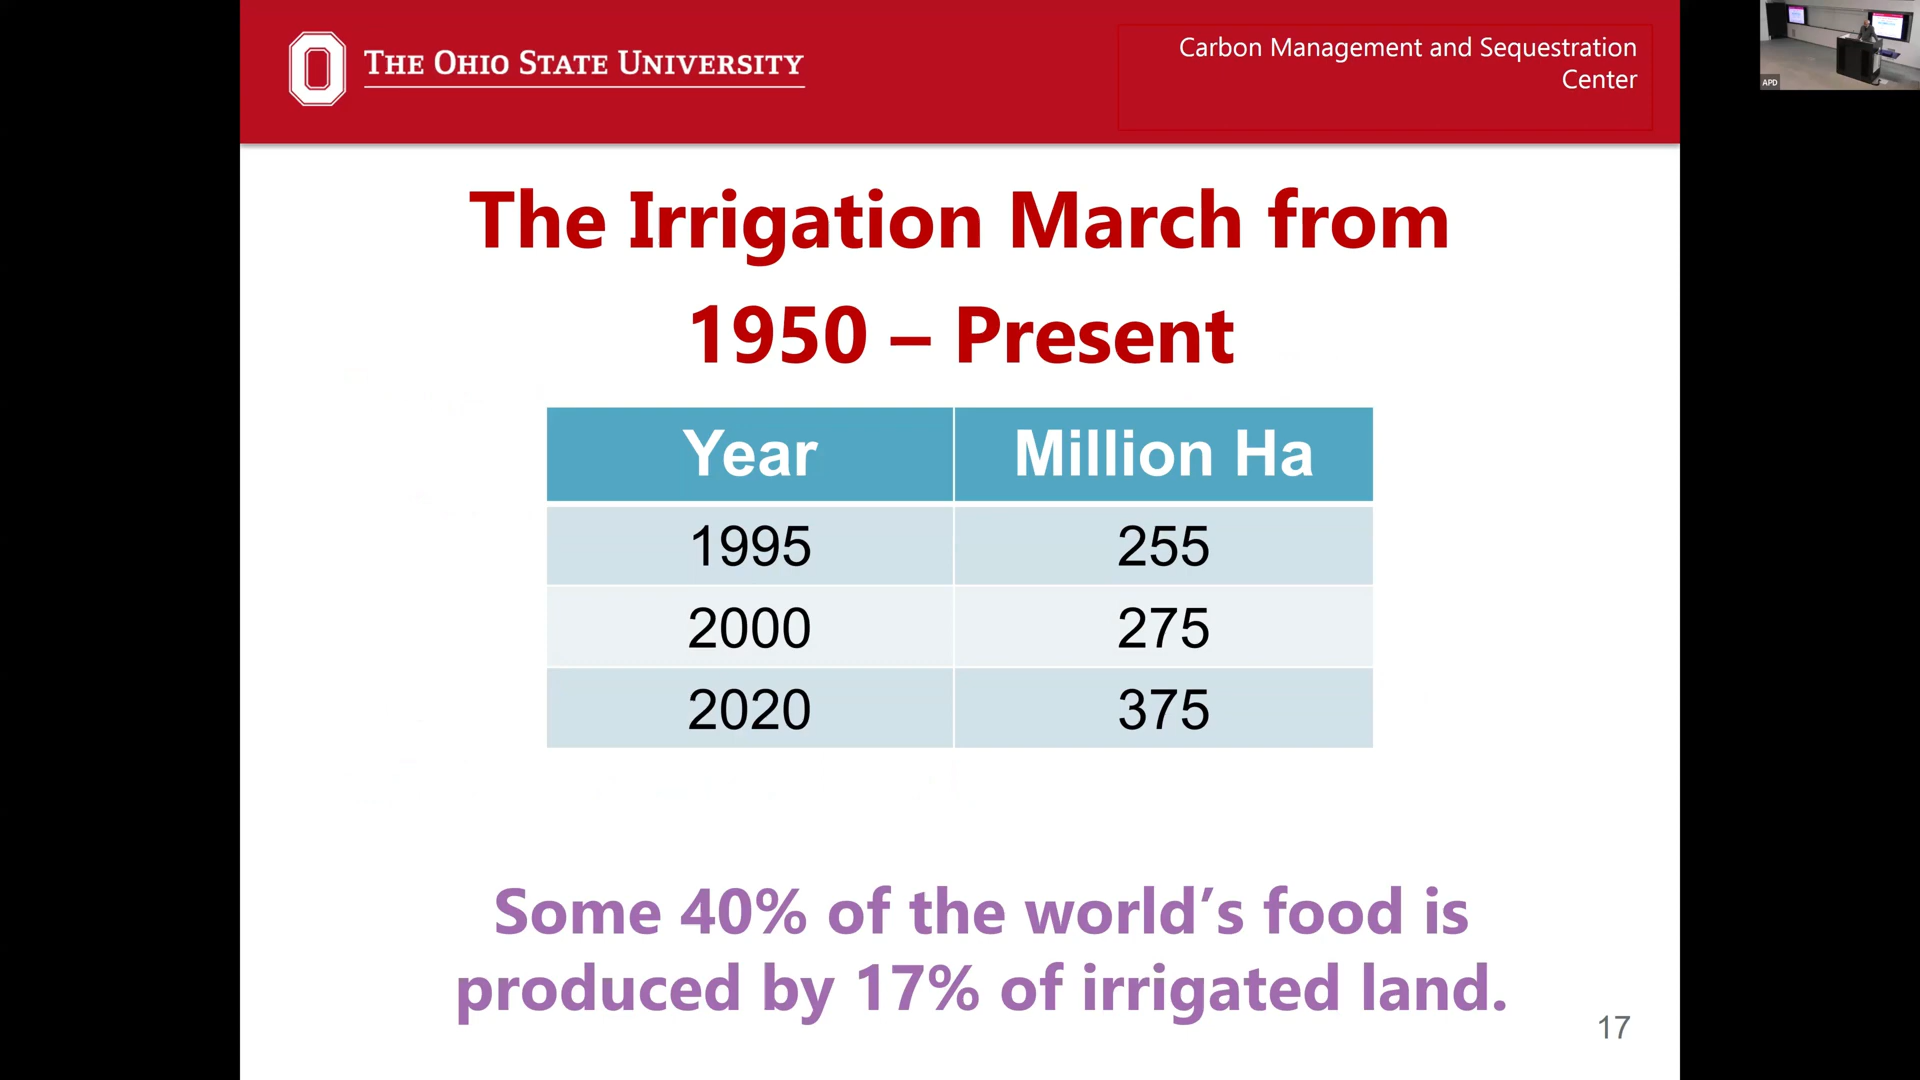 THE OHIO STATE UNIVERSITY
Carbon Management and Sequestration
Center
APD
The Irrigation March from
1950 – Present
Year Million Ha
1995 255
2000 275
2020 375
Some 40% of the world’s food is
produced by 17% of irrigated land.
17